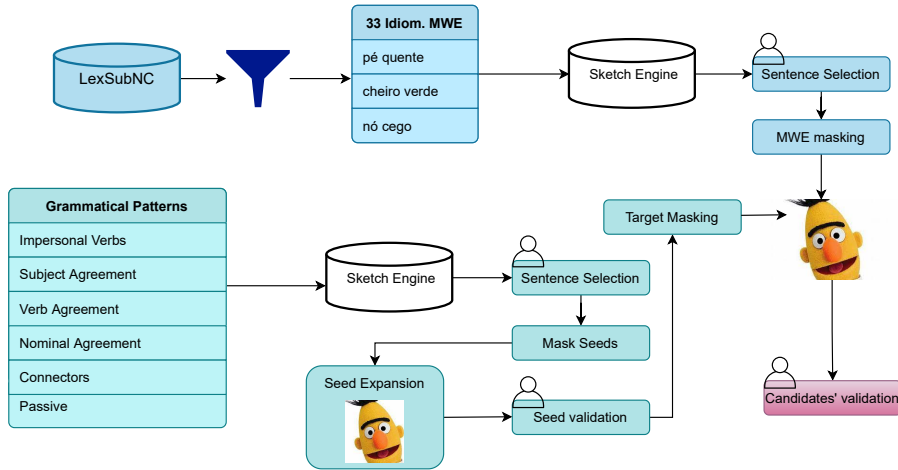 LexSubNC
33 Idiom. MWE
pé quente
cheiro verde
nó cego
Sketch Engine
Sentence Selection
MWE masking
Grammatical Patterns
Impersonal Verbs
Subject Agreement
Verb Agreement
Nominal Agreement
Connectors
Passive
Sketch Engine
Sentence Selection
Mask Seeds
Seed Expansion
Seed validation
Target Masking
Candidates' validation